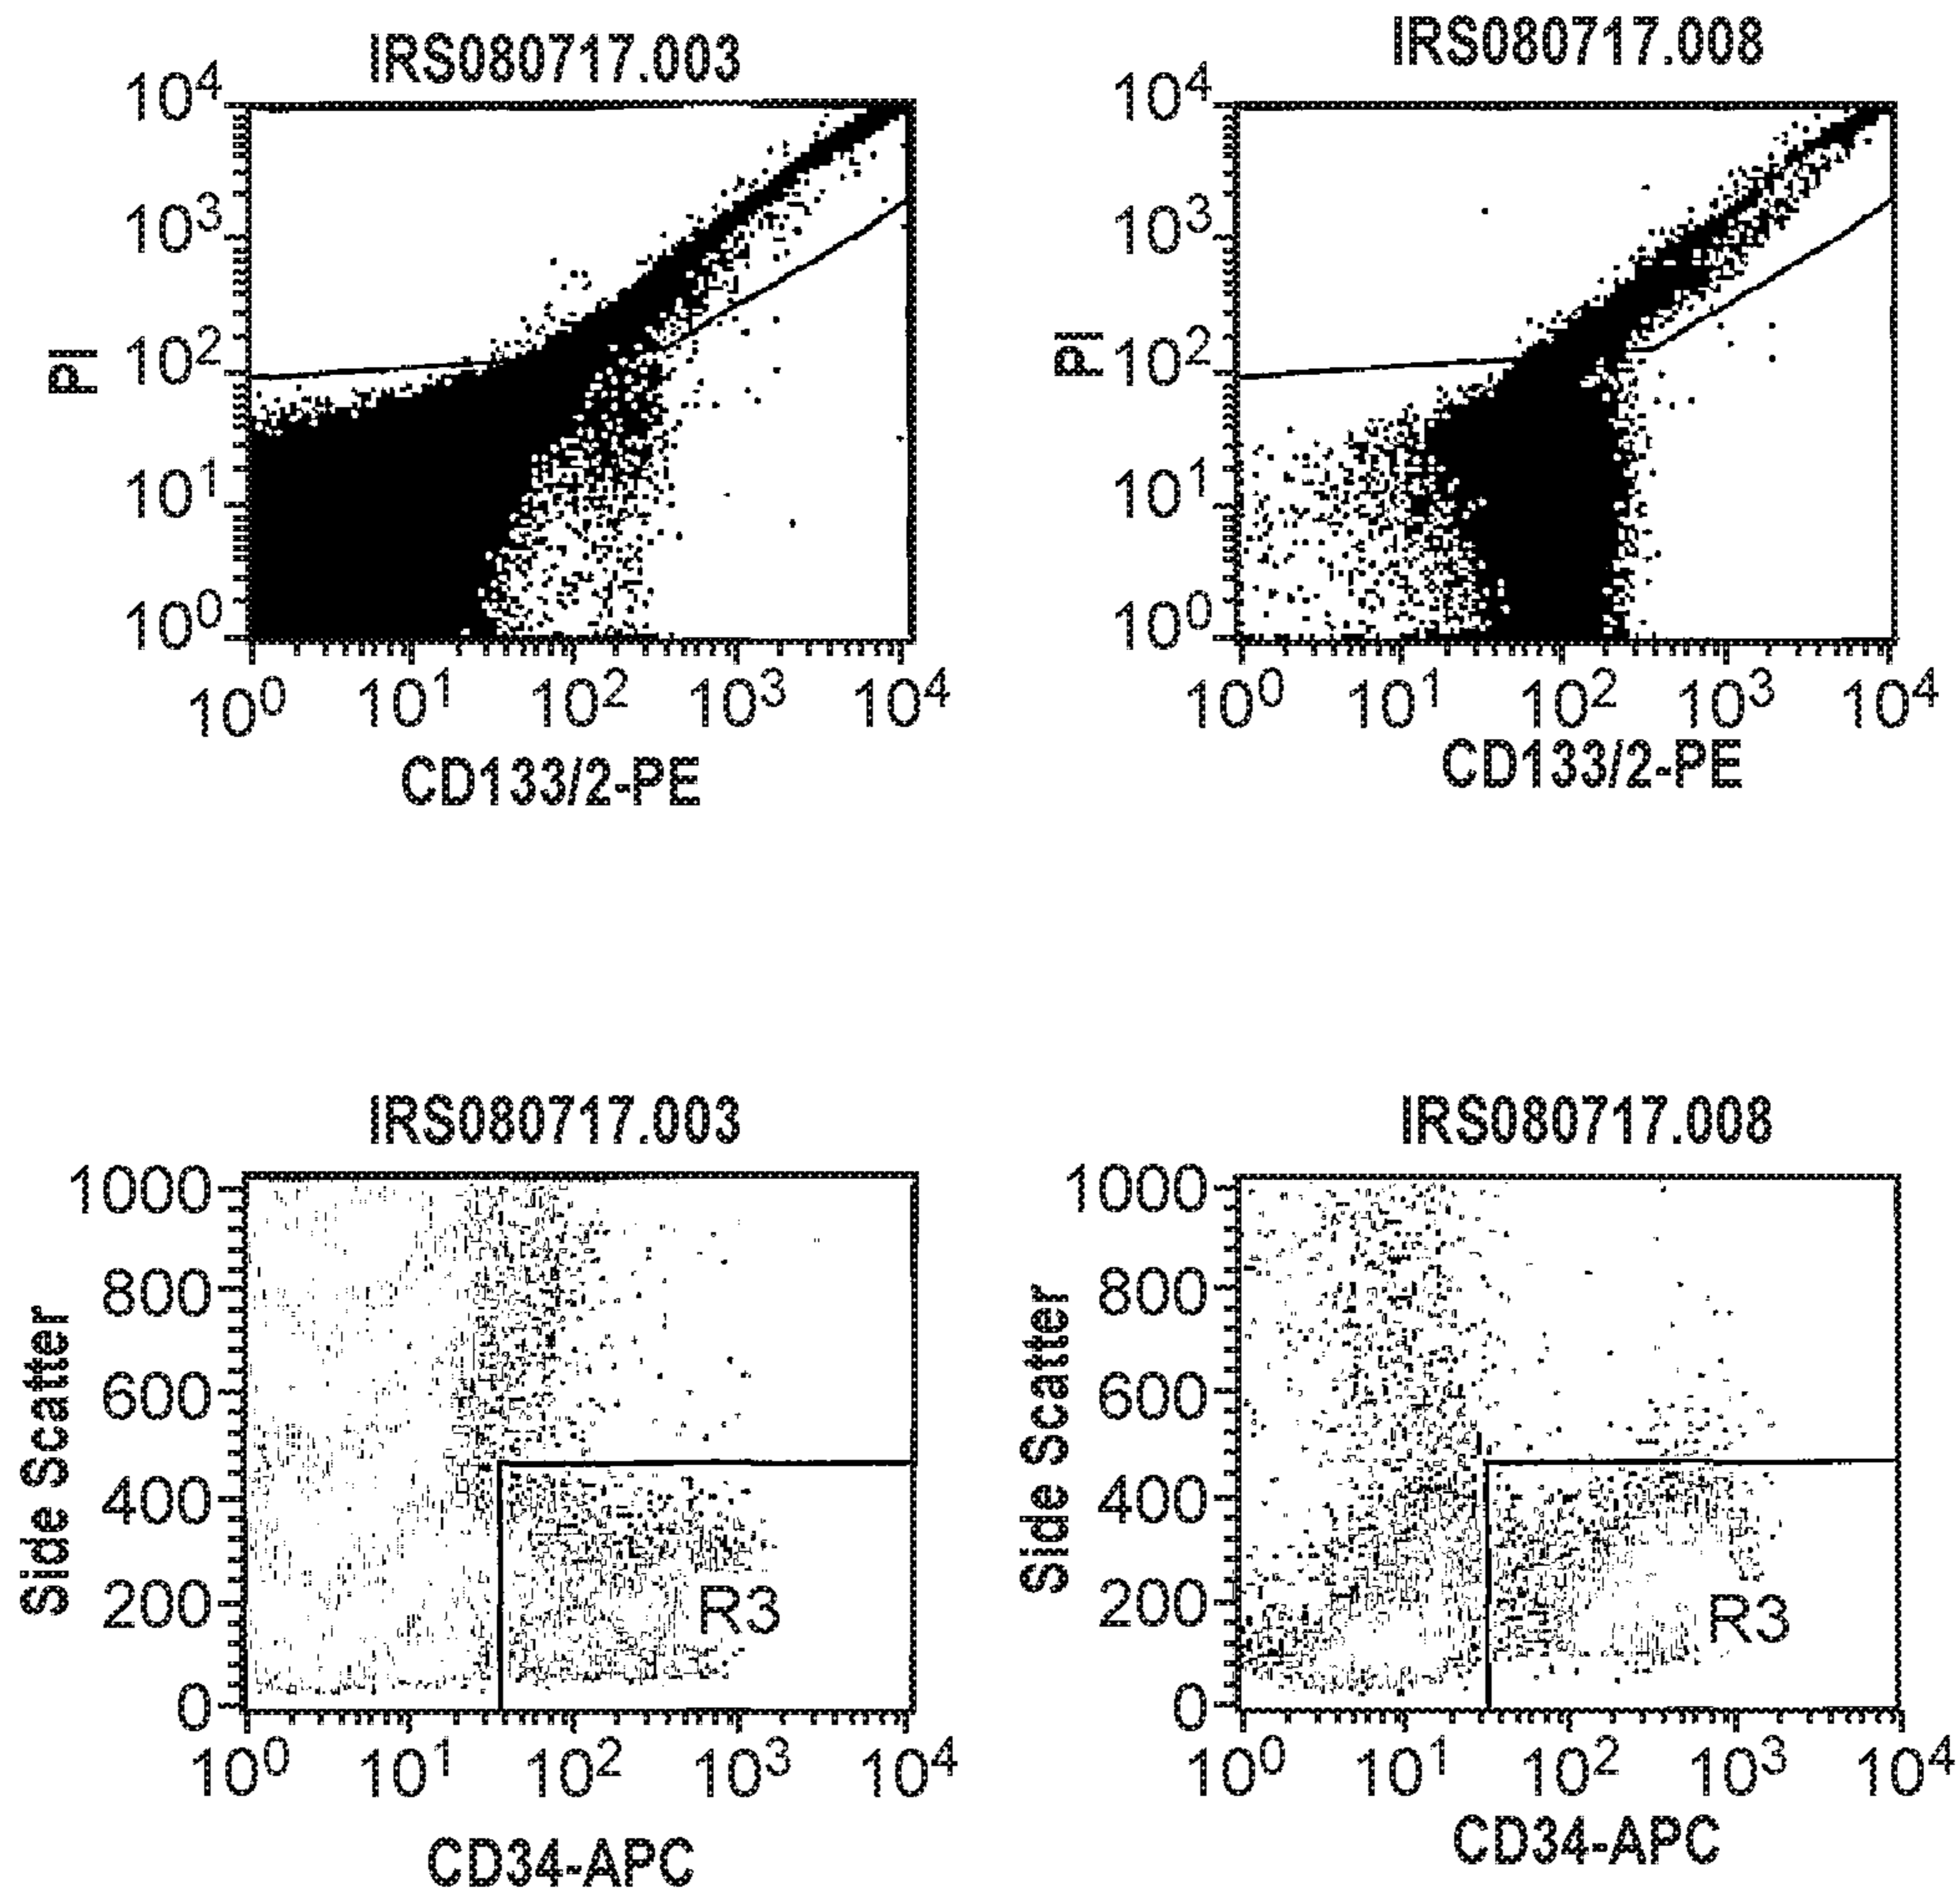 IRS080717.003
10⁴
10³
10²
10¹
10⁰
PI
10⁰ 10¹ 10² 10³ 10⁴
CD133/2-PE
IRS080717.008
10⁴
10³
10²
10¹
10⁰
PI
10⁰ 10¹ 10² 10³ 10⁴
CD133/2-PE
IRS080717.003
1000
800
600
400
200
0
Side Scatter
R3
10⁰ 10¹ 10² 10³ 10⁴
CD34-APC
IRS080717.008
1000
800
600
400
200
0
Side Scatter
R3
10⁰ 10¹ 10² 10³ 10⁴
CD34-APC